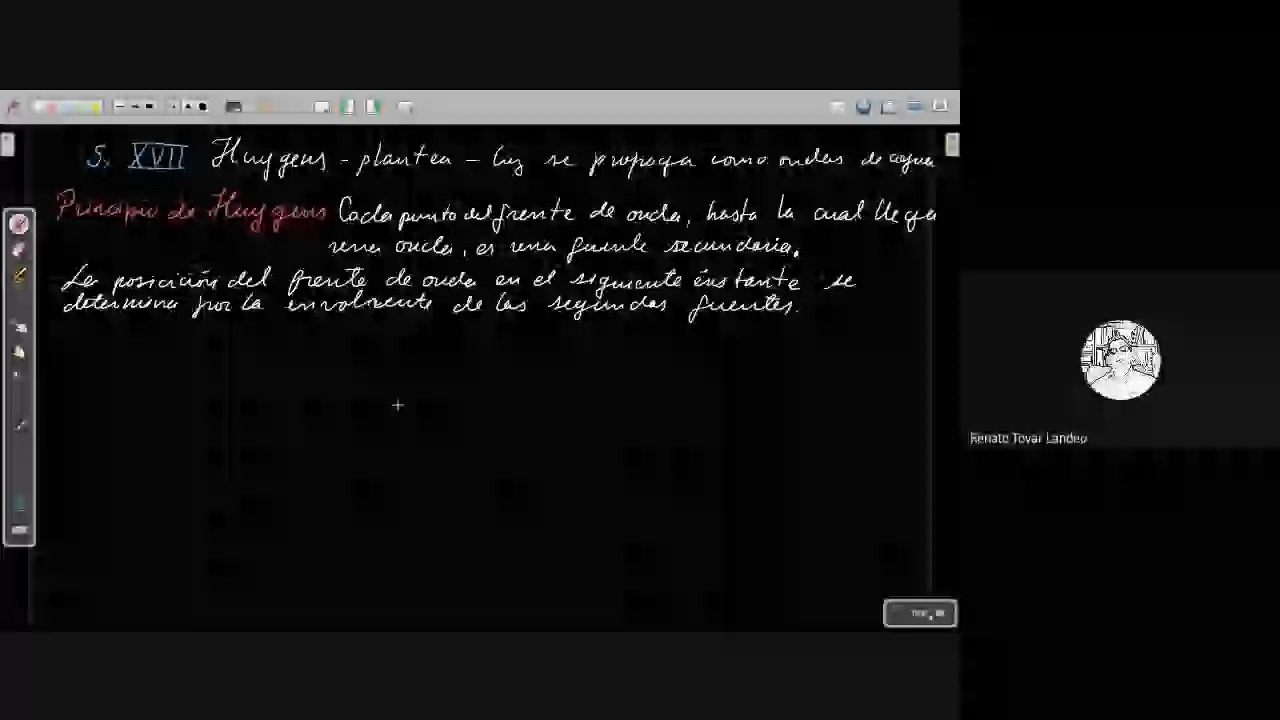 S. XVII Huygens - plantea - luz se propaga como ondas de agua
Principio de Huygens Cada punto del frente de onda, hasta la cual llega
una onda, es una fuente secundaria.
La posición del frente de onda en el siguiente instante se
determina por la envolvente de las segundas fuentes.
Renato Tovar Landeo